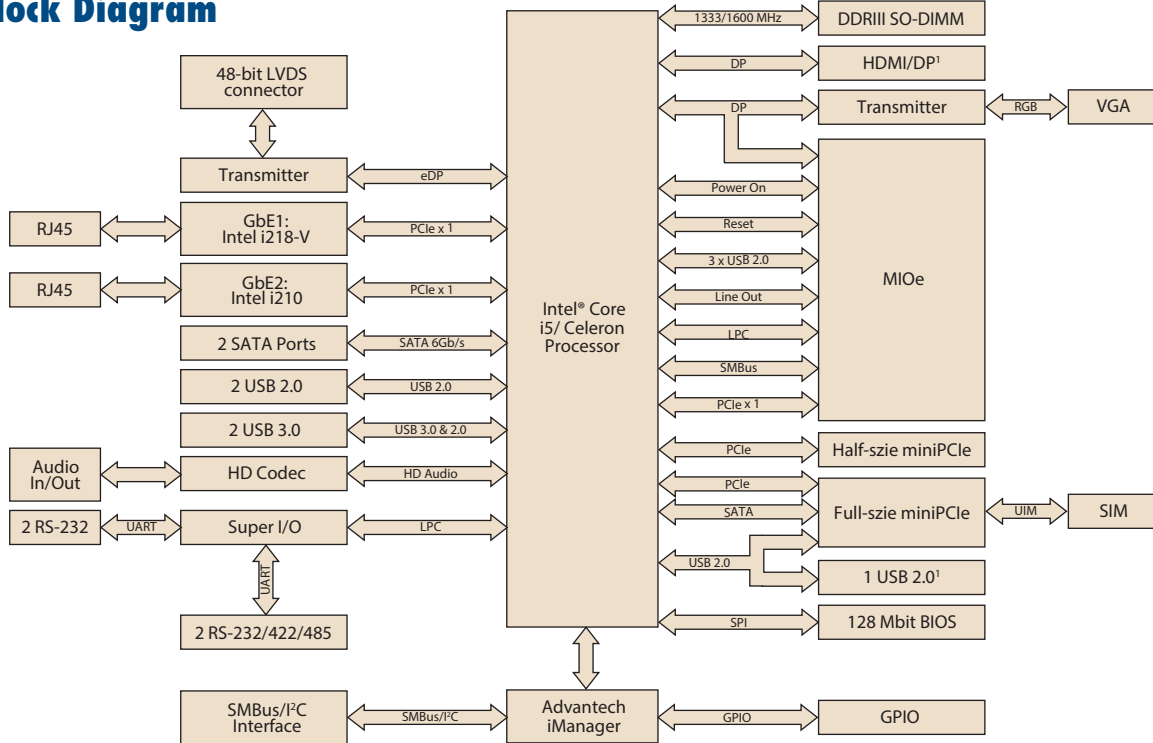 lock Diagram
48-bit LVDS
connector
Transmitter
eDP
RJ45
GbE1:
Intel i218-V
PCIe x 1
RJ45
GbE2:
Intel i210
PCIe x 1
2 SATA Ports
SATA 6Gb/s
2 USB 2.0
USB 2.0
2 USB 3.0
USB 3.0 & 2.0
Audio
In/Out
HD Codec
HD Audio
2 RS-232
UART
Super I/O
LPC
UART
2 RS-232/422/485
SMBus/I²C
Interface
SMBus/I²C
Intel® Core
i5/ Celeron
Processor
Advantech
iManager
1333/1600 MHz
DDRIII SO-DIMM
DP
HDMI/DP¹
DP
Transmitter
RGB
VGA
Power On
Reset
3 x USB 2.0
Line Out
LPC
SMBus
PCIe x 1
MIOe
PCIe
Half-szie miniPCIe
PCIe
SATA
Full-szie miniPCIe
UIM
SIM
USB 2.0
1 USB 2.0¹
SPI
128 Mbit BIOS
GPIO
GPIO